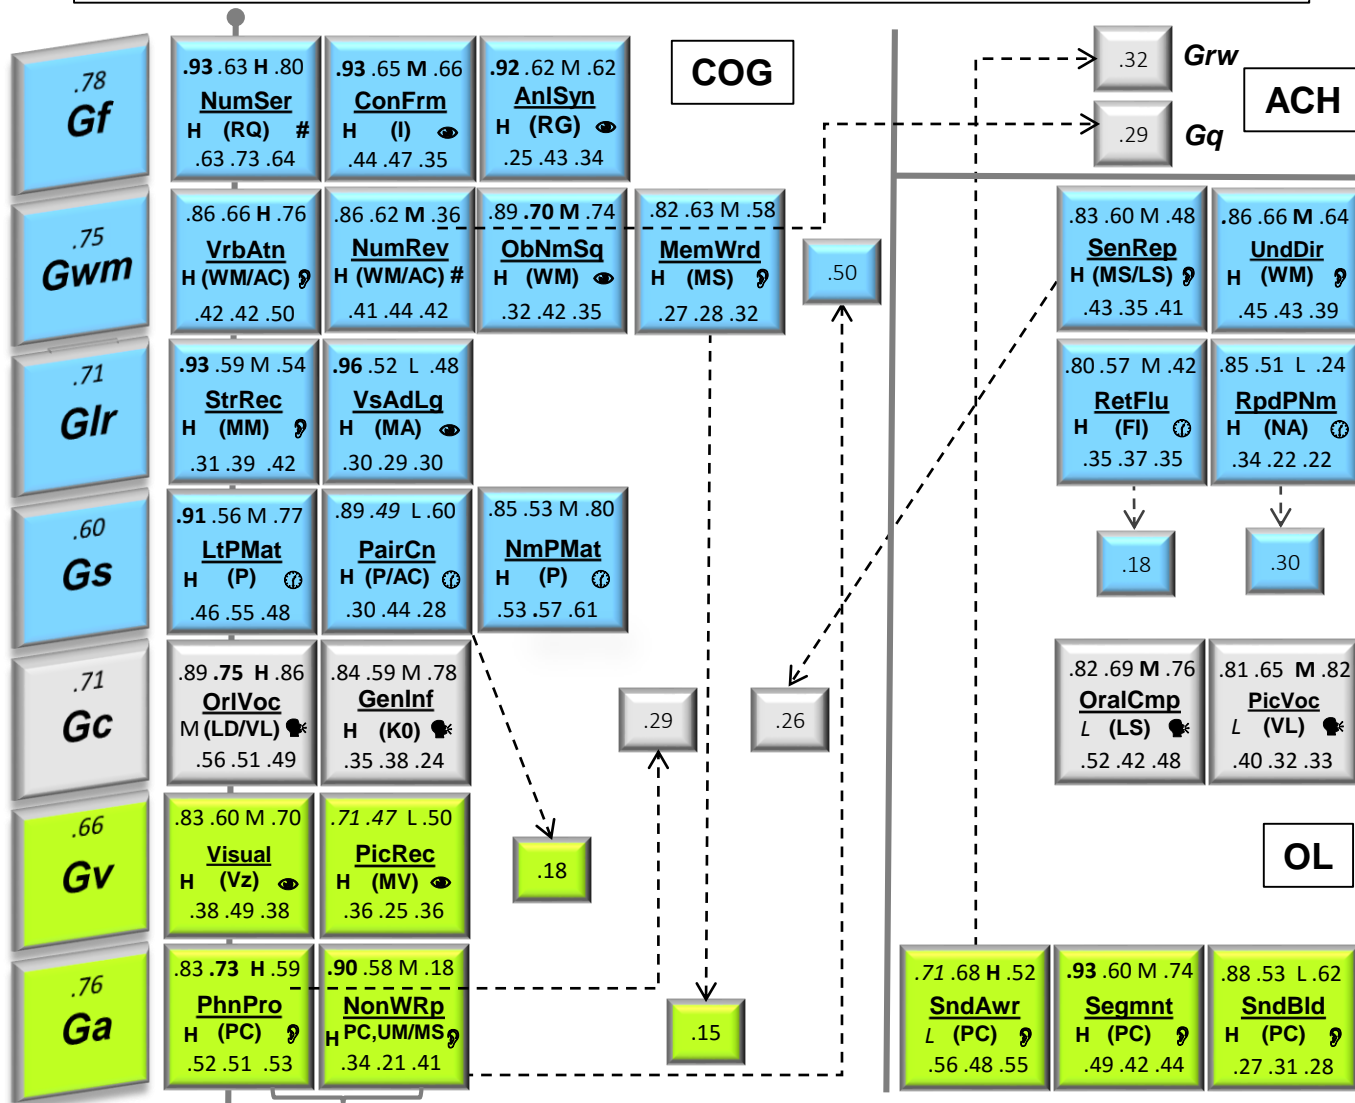 COG
ACH
OL
.78
Gf
.93 .63 H .80
NumSer
H (RQ) #
.63 .73 .64
.93 .65 M .66
ConFrm
H (I)
.44 .47 .35
.92 .62 M .62
AnlSyn
H (RG)
.25 .43 .34
.32
Grw
.29
Gq
.75
Gwm
.86 .66 H .76
VrbAtn
H (WM/AC)
.42 .42 .50
.86 .62 M .36
NumRev
H (WM/AC) #
.41 .44 .42
.89 .70 M .74
ObNmSq
H (WM)
.32 .42 .35
.82 .63 M .58
MemWrd
H (MS)
.27 .28 .32
.50
.83 .60 M .48
SenRep
H (MS/LS)
.43 .35 .41
.86 .66 M .64
UndDir
H (WM)
.45 .43 .39
.71
Glr
.93 .59 M .54
StrRec
H (MM)
.31 .39 .42
.96 .52 L .48
VsAdLg
H (MA)
.30 .29 .30
.80 .57 M .42
RetFlu
H (FI)
.35 .37 .35
.85 .51 L .24
RpdPNm
H (NA)
.34 .22 .22
.60
Gs
.91 .56 M .77
LtPMat
H (P)
.46 .55 .48
.89 .49 L .60
PairCn
H (P/AC)
.30 .44 .28
.85 .53 M .80
NmPMat
H (P)
.53 .57 .61
.18
.30
.71
Gc
.89 .75 H .86
OrlVoc
M (LD/VL)
.56 .51 .49
.84 .59 M .78
GenInf
H (K0)
.35 .38 .24
.29
.26
.82 .69 M .76
OralCmp
L (LS)
.52 .42 .48
.81 .65 M .82
PicVoc
L (VL)
.40 .32 .33
.66
Gv
.83 .60 M .70
Visual
H (Vz)
.38 .49 .38
.71 .47 L .50
PicRec
H (MV)
.36 .25 .36
.18
.76
Ga
.83 .73 H .59
PhnPro
H (PC)
.52 .51 .53
.90 .58 M .18
NonWRp
H PC,UM/MS
.34 .21 .41
.15
.71 .68 H .52
SndAwr
L (PC)
.56 .48 .55
.93 .60 M .74
Segmnt
H (PC)
.49 .42 .44
.88 .53 L .62
SndBld
H (PC)
.27 .31 .28